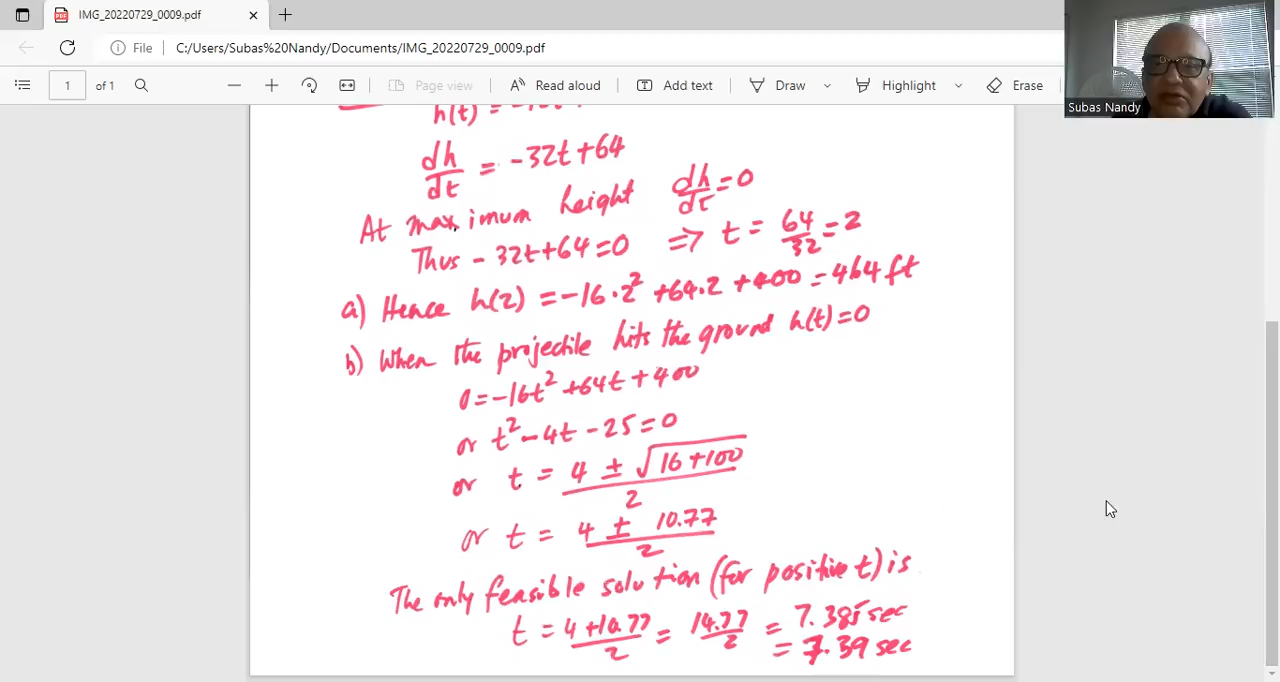 IMG_20220729_0009.pdf
File C:/Users/Subas%20Nandy/Documents/IMG_20220729_0009.pdf
1 of 1 Page view Read aloud Add text Draw Highlight Erase
Subas Nandy
h(t) = -16t
dh/dt = -32t+64
At maximum height dh/dt = 0
Thus -32t+64=0 => t = 64/32 = 2
a) Hence h(2) = -16·2² +64·2 +400 = 464 ft
b) When the projectile hits the ground h(t)=0
0=-16t²+64t+400
or t²-4t-25=0
or t = 4 ± √16+100 / 2
or t = 4 ± 10.77 / 2
The only feasible solution (for positive t) is
t = 4+10.77/2 = 14.77/2 = 7.385 sec
= 7.39 sec